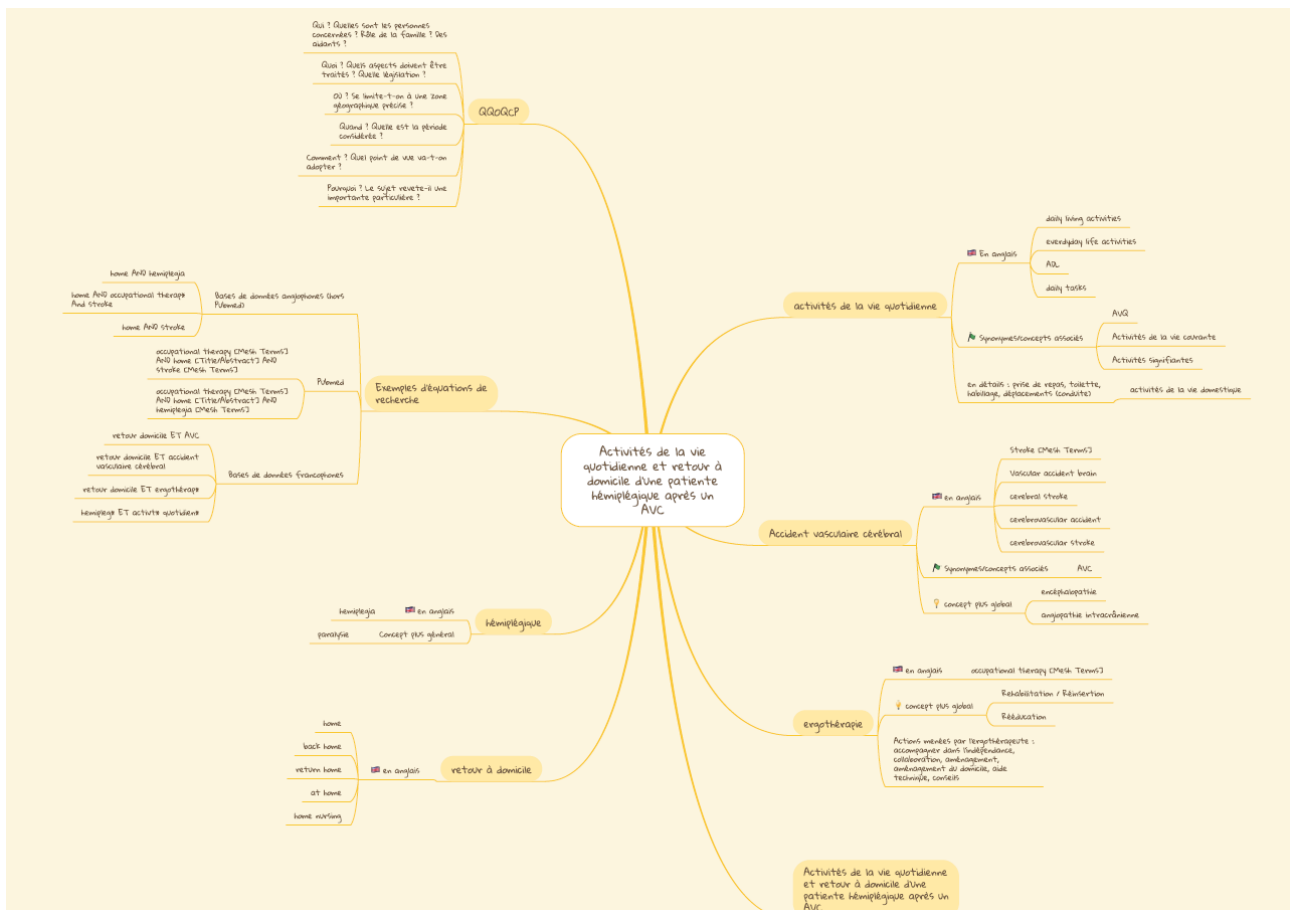 Qui ? Quelles sont les personnes
concernées ? Rôle de la famille ? Des
aidants ?
Quoi ? Quels aspects doivent être
traités ? Quelle législation ?
Où ? Se limite-t-on à une zone
géographique précise ?
Quand ? Quelle est la période
considérée ?
Comment ? Quel point de vue va-t-on
adopter ?
Pourquoi ? Le sujet revete-il une
importante particulière ?
QQOQCP
home AND hemiplegia
home AND occupational therap*
And stroke
home AND stroke
Bases de données anglophones (hors
Pubmed)
occupational therapy [Mesh Terms]
AND home [Title/Abstract] AND
stroke [Mesh Terms]
occupational therapy [Mesh Terms]
AND home [Title/Abstract] AND
hemiplegia [Mesh Terms]
Pubmed
retour domicile ET AVC
retour domicile ET accident
vasculaire cérébral
retour domicile ET ergothérap*
hemipleg* ET activit* quotidien*
Bases de données francophones
Exemples d'équations de
recherche
hemiplegia
en anglais
paralysie
Concept plus général
hémiplégique
home
back home
return home
at home
home nursing
en anglais
retour à domicile
Activités de la vie
quotidienne et retour à
domicile d'une patiente
hémiplégique après un
AVC
activités de la vie quotidienne
En anglais
daily living activities
everdyday life activities
ADL
daily tasks
Synonymes/concepts associés
AVQ
Activités de la vie courante
Activités signifiantes
en détails : prise de repas, toilette,
habillage, déplacements (conduite)
activités de la vie domestique
Accident vasculaire cérébral
en anglais
Stroke [Mesh Terms]
Vascular accident brain
cerebral stroke
cerebrovascular accident
cerebrovascular stroke
Synonymes/concepts associés
AVC
concept plus global
encéphalopathie
angiopathie intracrânienne
ergothérapie
en anglais
occupational therapy [Mesh Terms]
concept plus global
Rehabilitation / Réinsertion
Rééducation
Actions menées par l'ergothérapeute :
accompagner dans l'indépendance,
collaboration, aménagement,
aménagement du domicile, aide
technique, conseils
Activités de la vie quotidienne
et retour à domicile d'une
patiente hémiplégique après un
AVC